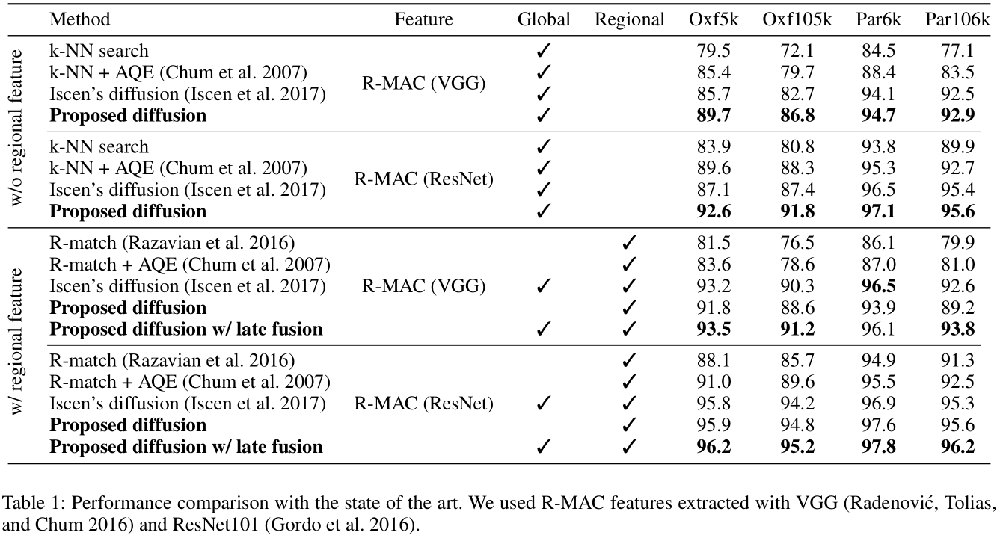 Method Feature Global Regional Oxf5k Oxf105k Par6k Par106k
w/o regional feature
k-NN search ✓ 79.5 72.1 84.5 77.1
k-NN + AQE (Chum et al. 2007) ✓ 85.4 79.7 88.4 83.5
R-MAC (VGG)
Iscen's diffusion (Iscen et al. 2017) ✓ 85.7 82.7 94.1 92.5
Proposed diffusion ✓ 89.7 86.8 94.7 92.9
k-NN search ✓ 83.9 80.8 93.8 89.9
k-NN + AQE (Chum et al. 2007) ✓ 89.6 88.3 95.3 92.7
R-MAC (ResNet)
Iscen's diffusion (Iscen et al. 2017) ✓ 87.1 87.4 96.5 95.4
Proposed diffusion ✓ 92.6 91.8 97.1 95.6
w/ regional feature
R-match (Razavian et al. 2016) ✓ 81.5 76.5 86.1 79.9
R-match + AQE (Chum et al. 2007) ✓ 83.6 78.6 87.0 81.0
Iscen's diffusion (Iscen et al. 2017) R-MAC (VGG) ✓ ✓ 93.2 90.3 96.5 92.6
Proposed diffusion ✓ 91.8 88.6 93.9 89.2
Proposed diffusion w/ late fusion ✓ ✓ 93.5 91.2 96.1 93.8
R-match (Razavian et al. 2016) ✓ 88.1 85.7 94.9 91.3
R-match + AQE (Chum et al. 2007) ✓ 91.0 89.6 95.5 92.5
Iscen's diffusion (Iscen et al. 2017) R-MAC (ResNet) ✓ ✓ 95.8 94.2 96.9 95.3
Proposed diffusion ✓ 95.9 94.8 97.6 95.6
Proposed diffusion w/ late fusion ✓ ✓ 96.2 95.2 97.8 96.2
Table 1: Performance comparison with the state of the art. We used R-MAC features extracted with VGG (Radenović, Tolias,
and Chum 2016) and ResNet101 (Gordo et al. 2016).